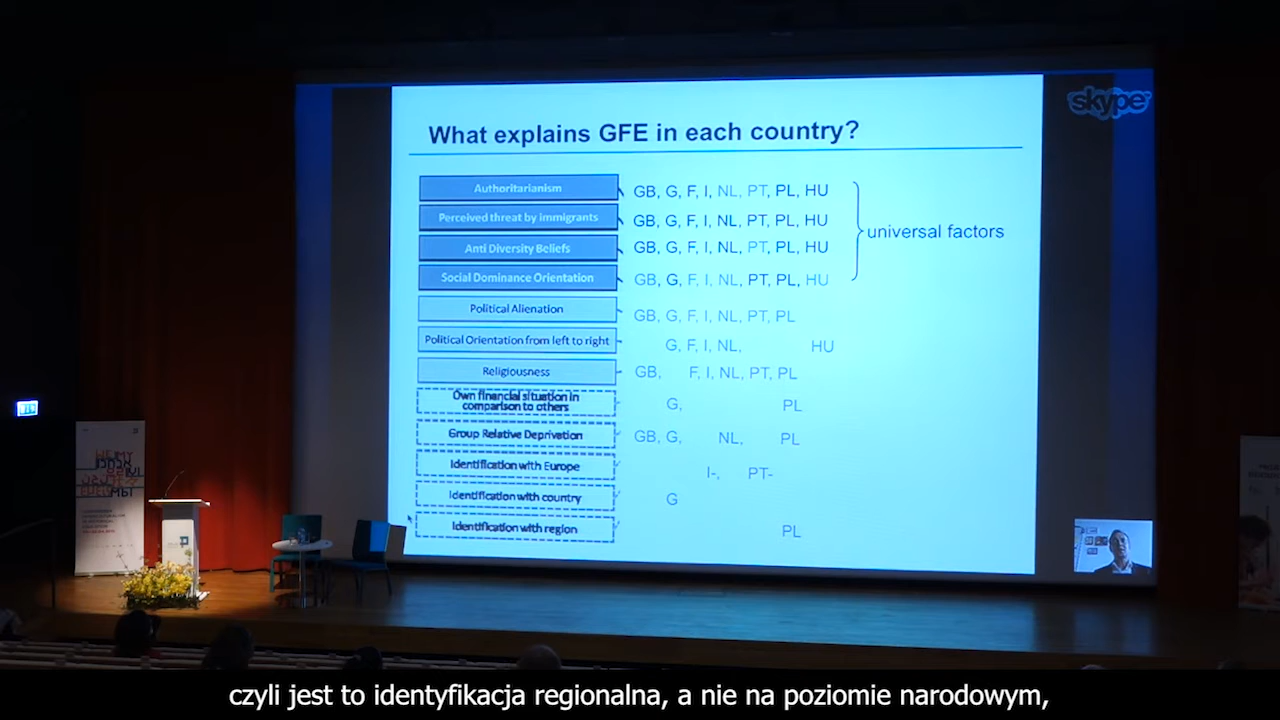 skype
What explains GFE in each country?
Authoritarianism GB, G, F, I, NL, PT, PL, HU
Perceived threat by immigrants GB, G, F, I, NL, PT, PL, HU
universal factors
Anti Diversity Beliefs GB, G, F, I, NL, PT, PL, HU
Social Dominance Orientation GB, G, F, I, NL, PT, PL, HU
Political Alienation GB, G, F, I, NL, PT, PL
Political Orientation from left to right G, F, I, NL, HU
Religiousness GB, F, I, NL, PT, PL
Own financial situation in
comparison to others G, PL
Group Relative Deprivation GB, G, NL, PL
Identification with Europe I-, PT-
Identification with country G
Identification with region PL
czyli jest to identyfikacja regionalna, a nie na poziomie narodowym,